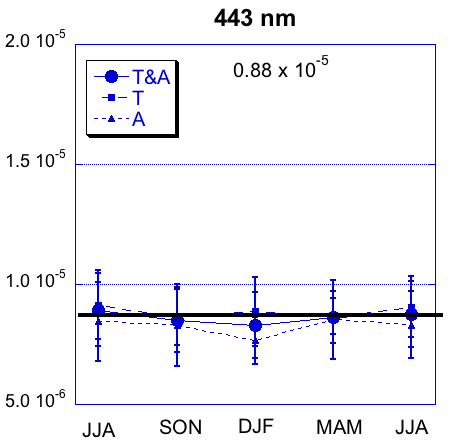 443 nm
2.0 10⁻⁵
0.88 x 10⁻⁵
T&A
T
A
1.5 10⁻⁵
1.0 10⁻⁵
5.0 10⁻⁶
JJA SON DJF MAM JJA